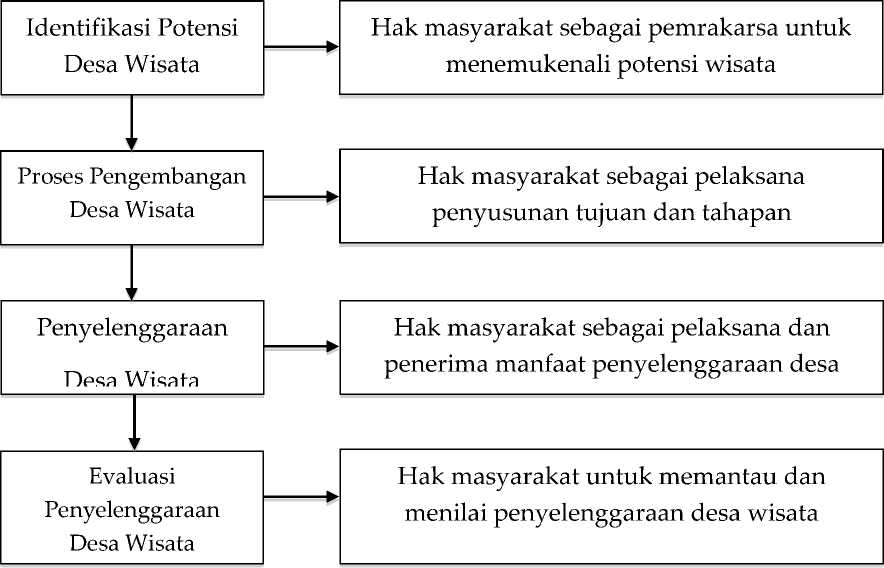 Identifikasi Potensi
Desa Wisata
Hak masyarakat sebagai pemrakarsa untuk
menemukenali potensi wisata
Proses Pengembangan
Desa Wisata
Hak masyarakat sebagai pelaksana
penyusunan tujuan dan tahapan
Penyelenggaraan
Desa Wisata
Hak masyarakat sebagai pelaksana dan
penerima manfaat penyelenggaraan desa
Evaluasi
Penyelenggaraan
Desa Wisata
Hak masyarakat untuk memantau dan
menilai penyelenggaraan desa wisata